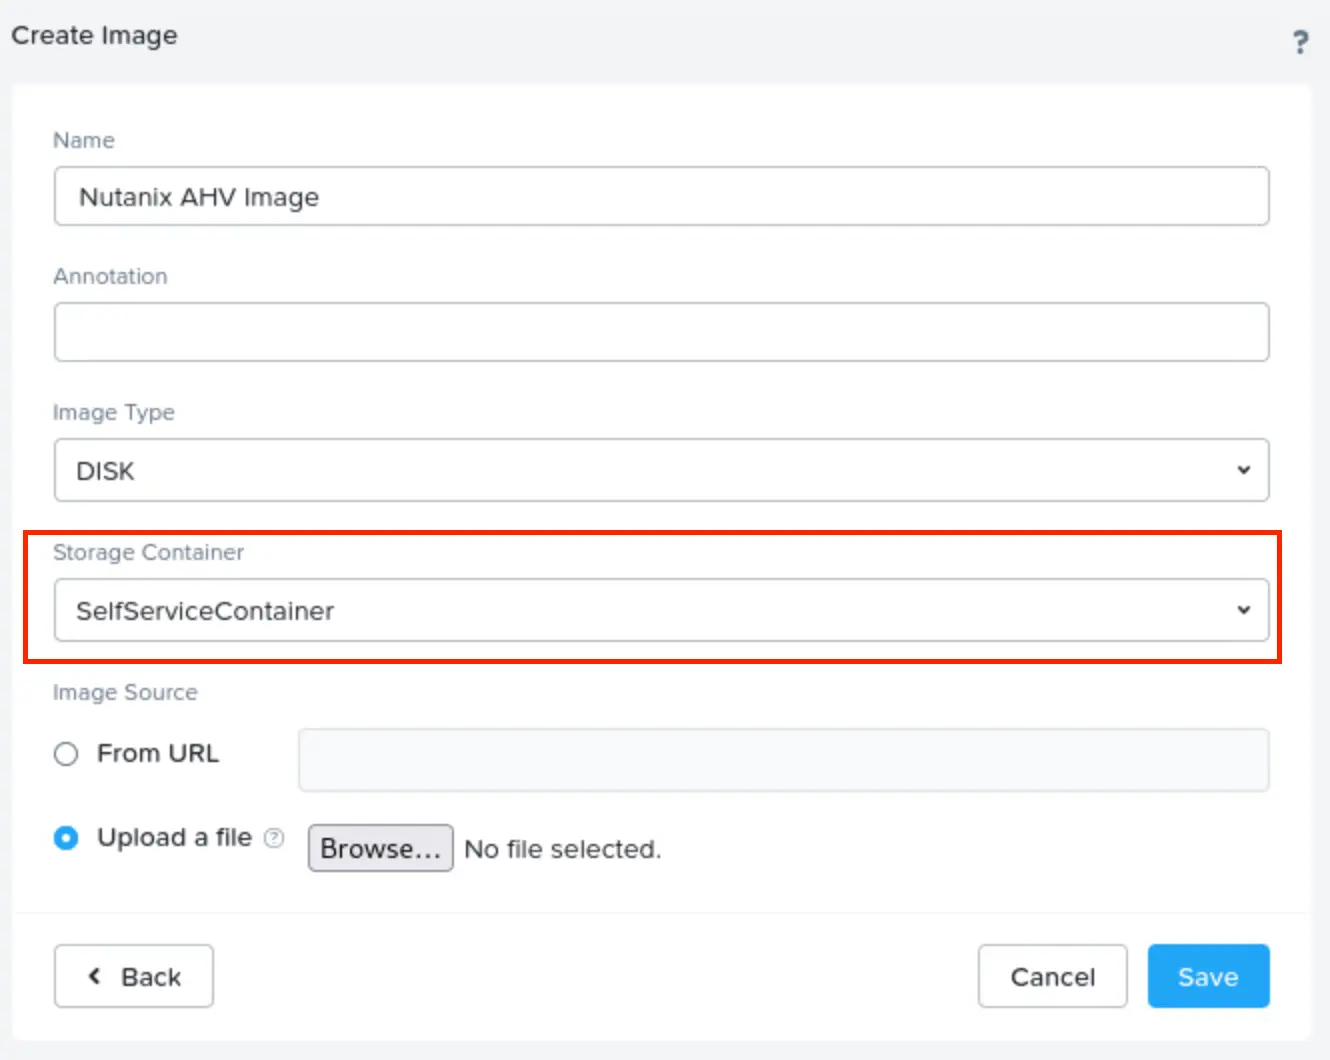 Create Image
?
Name
Nutanix AHV Image
Annotation
Image Type
DISK
Storage Container
SelfServiceContainer
Image Source
From URL
Upload a file ? Browse... No file selected.
Back Cancel Save